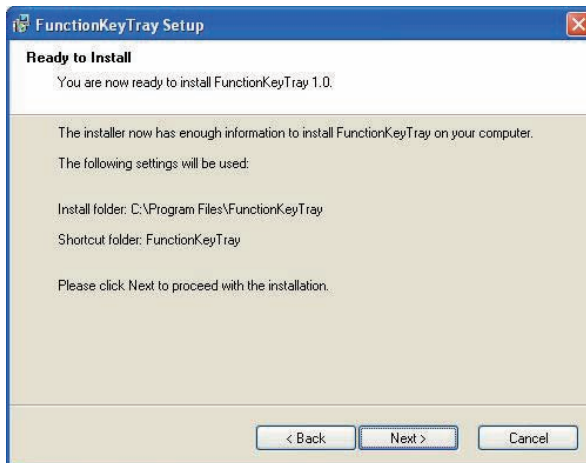 FunctionKeyTray Setup
Ready to Install
You are now ready to install FunctionKeyTray 1.0.
The installer now has enough information to install FunctionKeyTray on your computer.
The following settings will be used:
Install folder: C:\Program Files\FunctionKeyTray
Shortcut folder: FunctionKeyTray
Please click Next to proceed with the installation.
< Back
Next >
Cancel